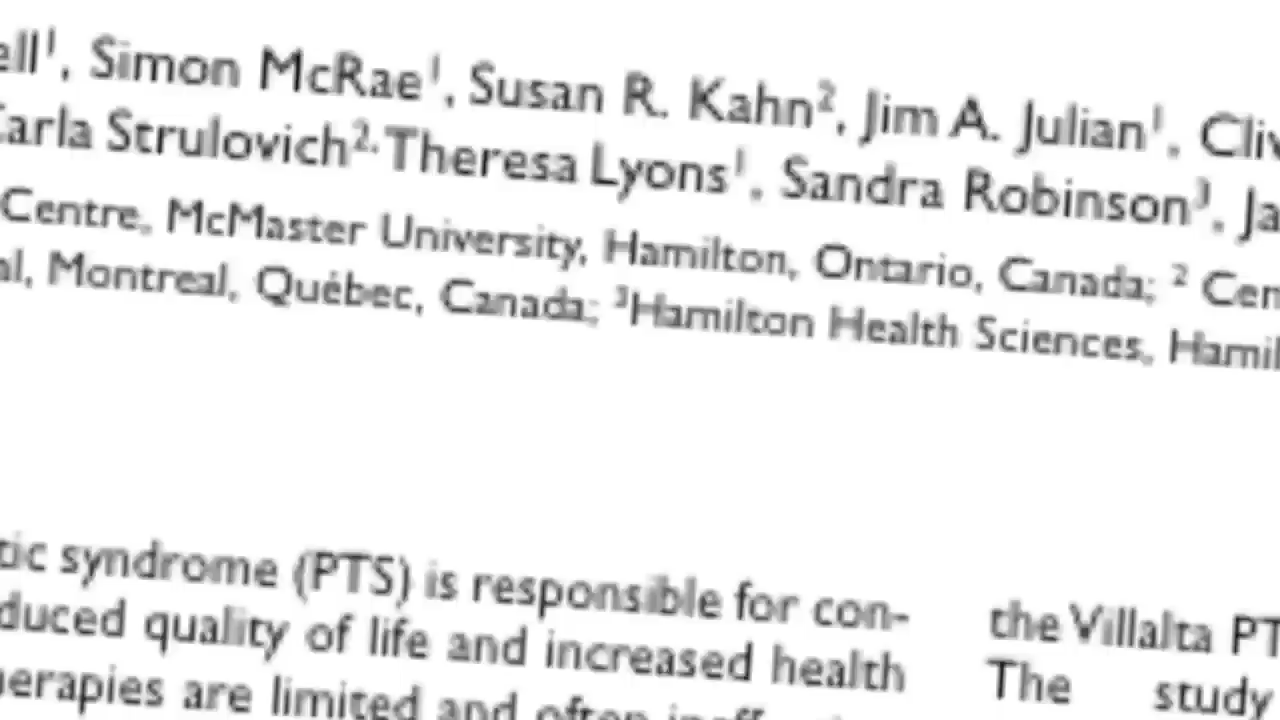 ell¹, Simon McRae¹, Susan R. Kahn², Jim A. Julian¹, Cliv
Carla Strulovich²,Theresa Lyons¹, Sandra Robinson³, Ja
Centre, McMaster University, Hamilton, Ontario, Canada; ² Cen
al, Montreal, Québec, Canada; ³Hamilton Health Sciences, Hamil
tic syndrome (PTS) is responsible for con-
duced quality of life and increased health
herapies are limited and often
the Villalta PT
The study